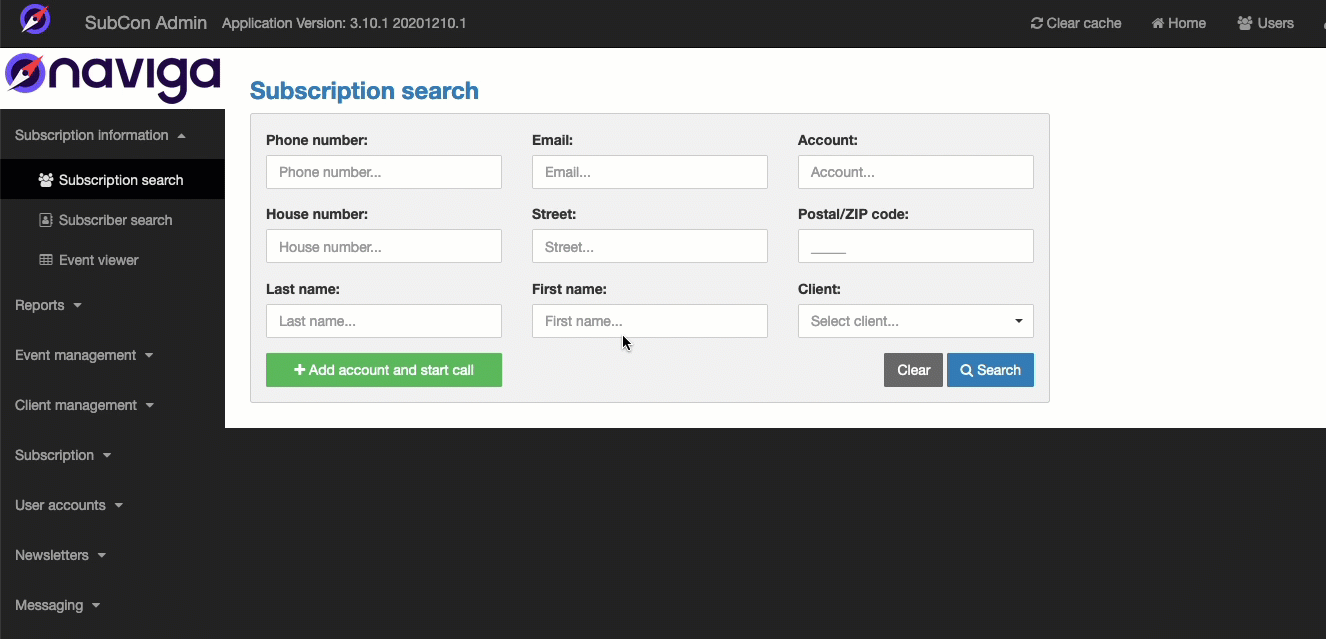 SubCon Admin Application Version: 3.10.1 20201210.1 Clear cache Home Users
naviga
Subscription search
Subscription information
Subscription search
Subscriber search
Event viewer
Reports
Event management
Client management
Subscription
User accounts
Newsletters
Messaging
Phone number: Email: Account:
Phone number... Email... Account...
House number: Street: Postal/ZIP code:
House number... Street... _____
Last name: First name: Client:
Last name... First name... Select client...
Add account and start call Clear Search